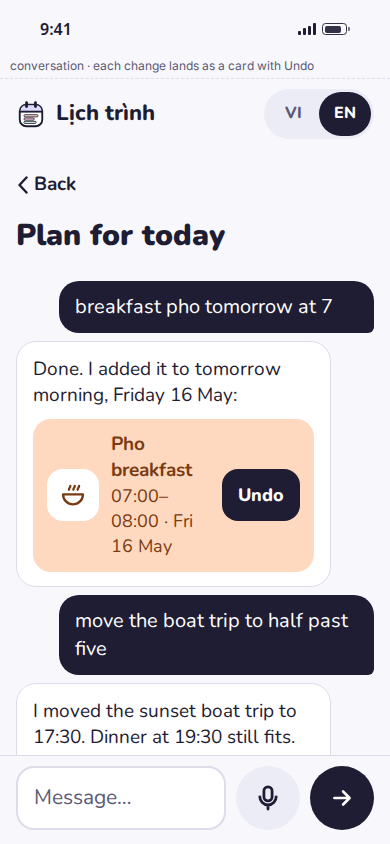 9:41
conversation · each change lands as a card with Undo
Lịch trình
VI
EN
Back
Plan for today
breakfast pho tomorrow at 7
Done. I added it to tomorrow
morning, Friday 16 May:
Pho
breakfast
07:00–
08:00 · Fri
16 May
Undo
move the boat trip to half past
five
I moved the sunset boat trip to
17:30. Dinner at 19:30 still fits.
Message...